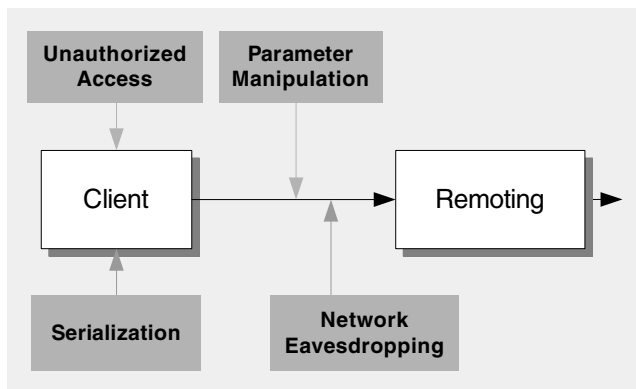 Unauthorized
Access
Parameter
Manipulation
Client
Remoting
Serialization
Network
Eavesdropping